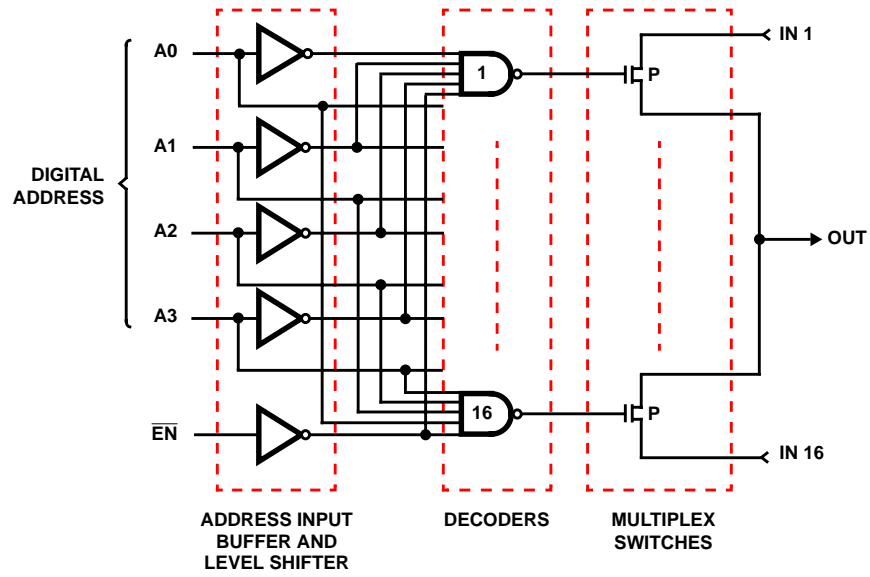 A0
1
P
IN 1
A1
DIGITAL
ADDRESS
A2
OUT
A3
E̅N̅
16
P
IN 16
ADDRESS INPUT
BUFFER AND
LEVEL SHIFTER
DECODERS
MULTIPLEX
SWITCHES